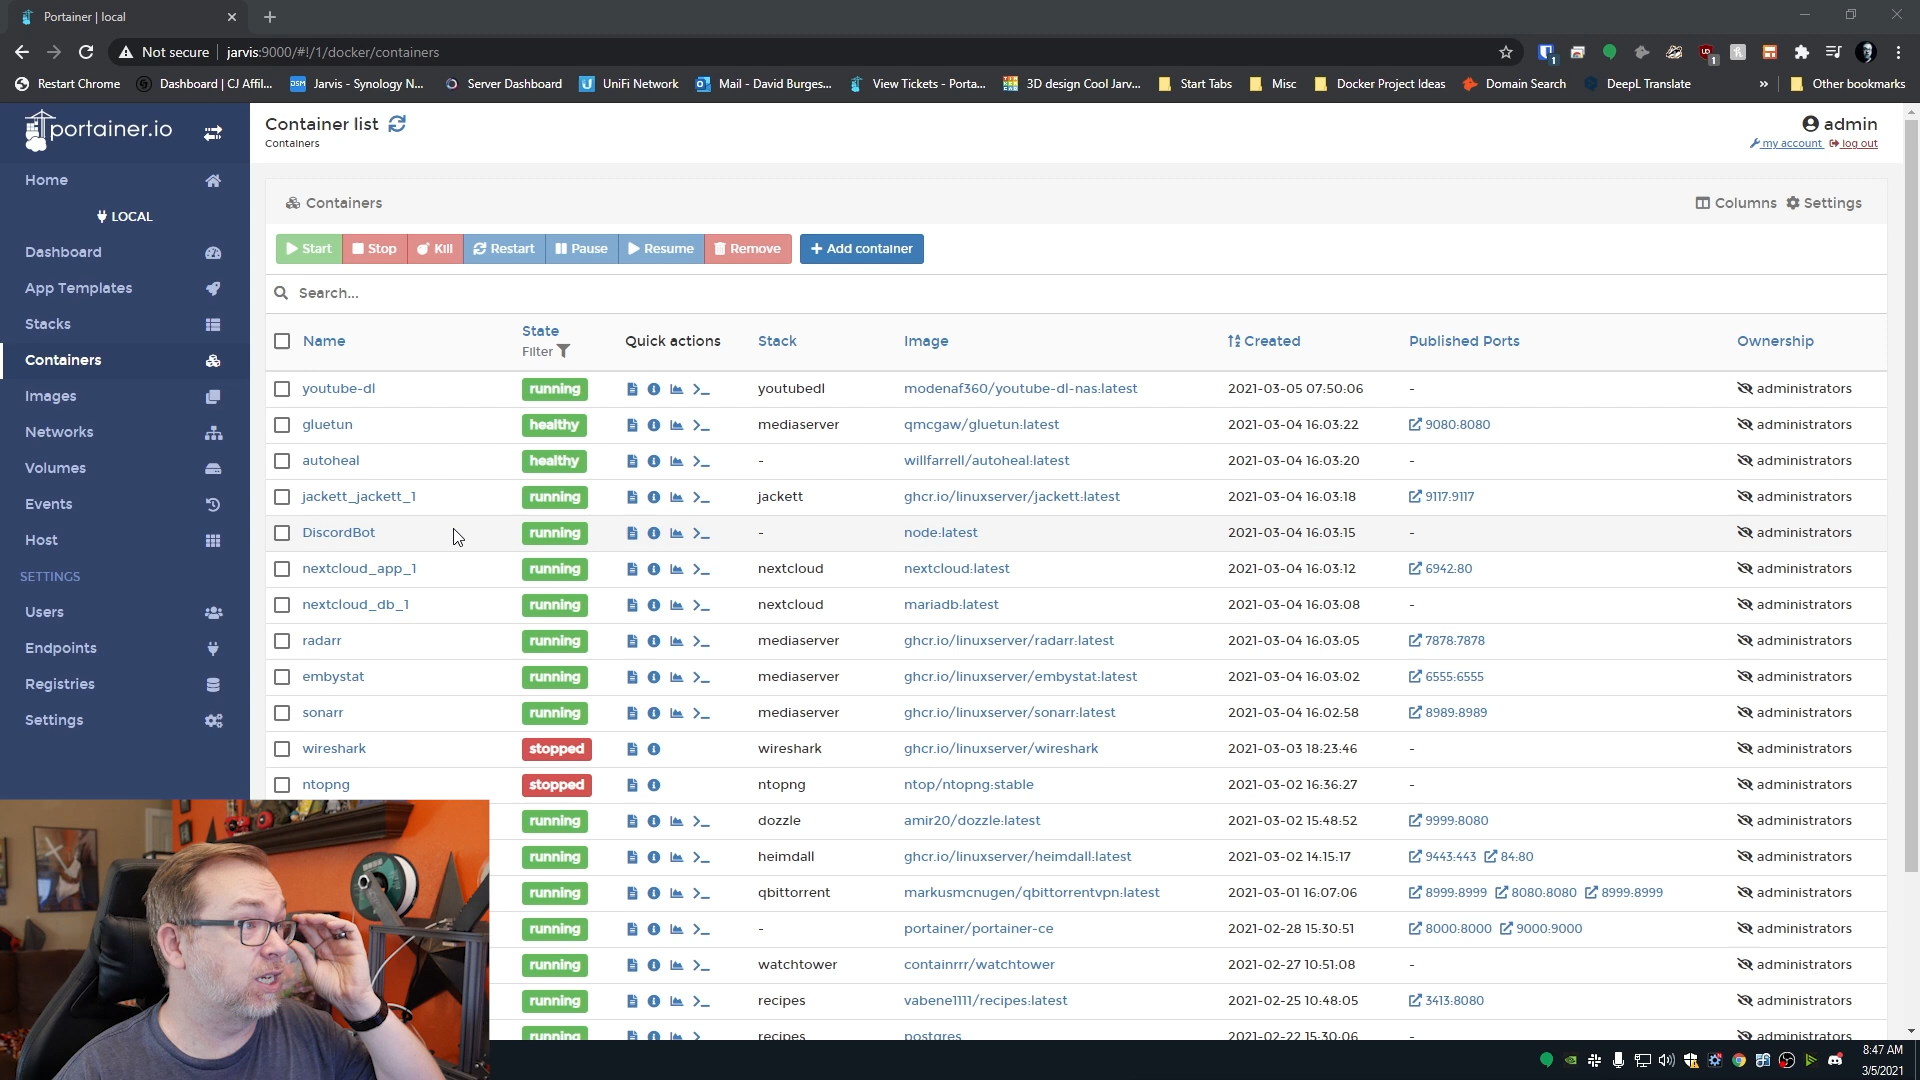 Portainer | local
Not secure
jarvis:9000/#!/1/docker/containers
Restart Chrome
Dashboard | CJ Affil...
Jarvis - Synology N...
Server Dashboard
UniFi Network
Mail - David Burges...
View Tickets - Porta...
3D design Cool Jarv...
Start Tabs
Misc
Docker Project Ideas
Domain Search
DeepL Translate
»
Other bookmarks
portainer.io
Home
LOCAL
Dashboard
App Templates
Stacks
Containers
Images
Networks
Volumes
Events
Host
SETTINGS
Users
Endpoints
Registries
Settings
Container list
Containers
admin
my account log out
Containers
Columns Settings
Start Stop Kill Restart Pause Resume Remove + Add container
Search...
Name State Filter Quick actions Stack Image Created Published Ports Ownership
youtube-dl running youtubedl modenaf360/youtube-dl-nas:latest 2021-03-05 07:50:06 - administrators
gluetun healthy mediaserver qmcgaw/gluetun:latest 2021-03-04 16:03:22 9080:8080 administrators
autoheal healthy - willfarrell/autoheal:latest 2021-03-04 16:03:20 - administrators
jackett_jackett_1 running jackett ghcr.io/linuxserver/jackett:latest 2021-03-04 16:03:18 9117:9117 administrators
DiscordBot running - node:latest 2021-03-04 16:03:15 - administrators
nextcloud_app_1 running nextcloud nextcloud:latest 2021-03-04 16:03:12 6942:80 administrators
nextcloud_db_1 running nextcloud mariadb:latest 2021-03-04 16:03:08 - administrators
radarr running mediaserver ghcr.io/linuxserver/radarr:latest 2021-03-04 16:03:05 7878:7878 administrators
embystat running mediaserver ghcr.io/linuxserver/embystat:latest 2021-03-04 16:03:02 6555:6555 administrators
sonarr running mediaserver ghcr.io/linuxserver/sonarr:latest 2021-03-04 16:02:58 8989:8989 administrators
wireshark stopped wireshark ghcr.io/linuxserver/wireshark 2021-03-03 18:23:46 - administrators
ntopng stopped ntopng ntop/ntopng:stable 2021-03-02 16:36:27 - administrators
running dozzle amir20/dozzle:latest 2021-03-02 15:48:52 9999:8080 administrators
running heimdall ghcr.io/linuxserver/heimdall:latest 2021-03-02 14:15:17 9443:443 84:80 administrators
running qbittorrent markusmcnugen/qbittorrentvpn:latest 2021-03-01 16:07:06 8999:8999 8080:8080 8999:8999 administrators
running - portainer/portainer-ce 2021-02-28 15:30:51 8000:8000 9000:9000 administrators
running watchtower containrrr/watchtower 2021-02-27 10:51:08 - administrators
running recipes vabene1111/recipes:latest 2021-02-25 10:48:05 3413:8080 administrators
running recipes postgres 2021-02-22 15:30:06 - administrators
8:47 AM
3/5/2021